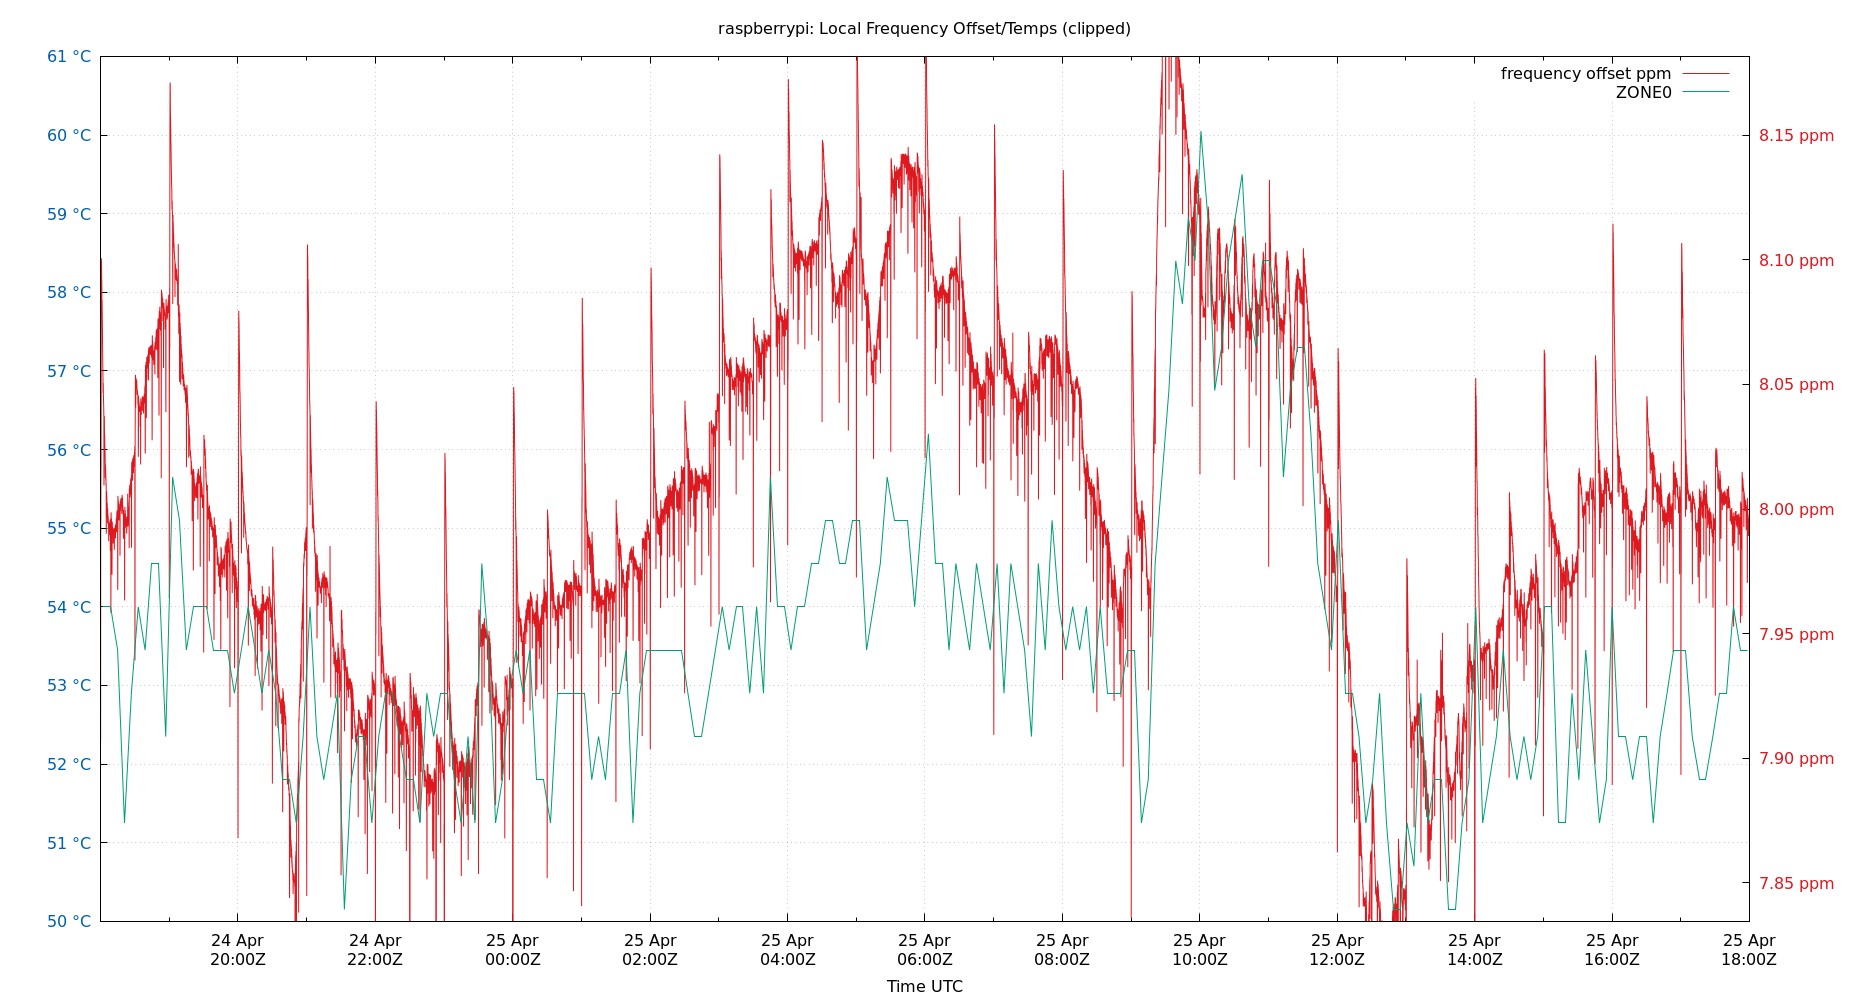 raspberrypi: Local Frequency Offset/Temps (clipped)
61 °C
60 °C
59 °C
58 °C
57 °C
56 °C
55 °C
54 °C
53 °C
52 °C
51 °C
50 °C
frequency offset ppm
ZONE0
8.15 ppm
8.10 ppm
8.05 ppm
8.00 ppm
7.95 ppm
7.90 ppm
7.85 ppm
24 Apr
20:00Z
24 Apr
22:00Z
25 Apr
00:00Z
25 Apr
02:00Z
25 Apr
04:00Z
25 Apr
06:00Z
25 Apr
08:00Z
25 Apr
10:00Z
25 Apr
12:00Z
25 Apr
14:00Z
25 Apr
16:00Z
25 Apr
18:00Z
Time UTC